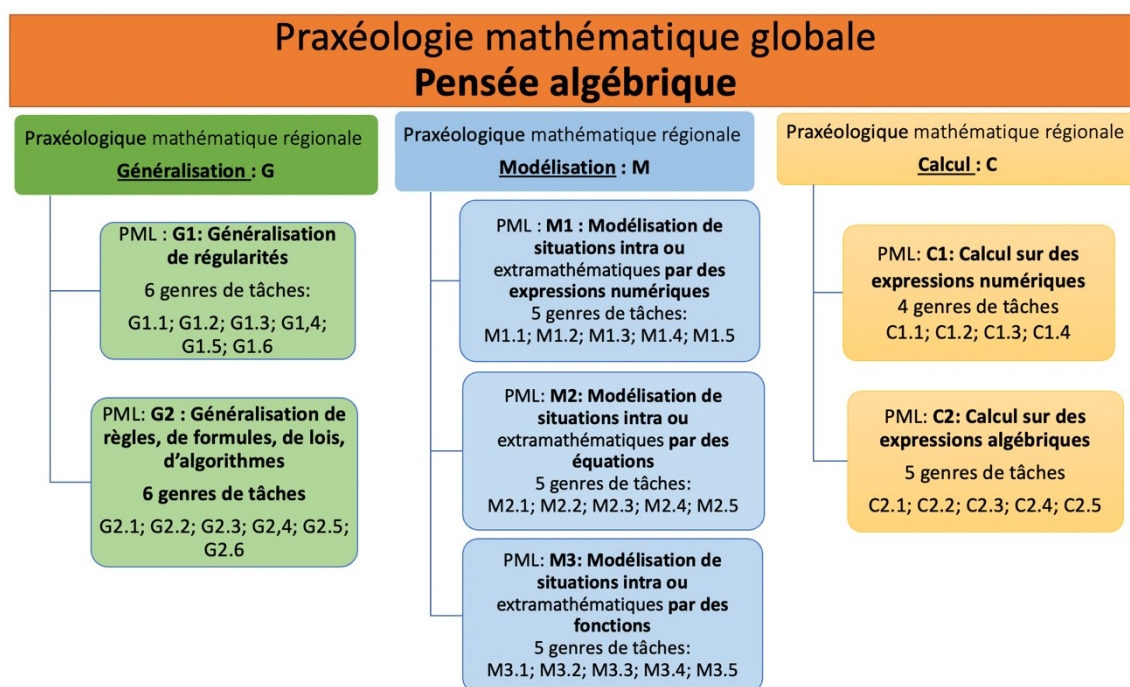 Praxéologie mathématique globale
Pensée algébrique
Praxéologique mathématique régionale
Généralisation : G
PML : G1: Généralisation
de régularités
6 genres de tâches:
G1.1; G1.2; G1.3; G1,4;
G1.5; G1.6
PML: G2 : Généralisation de
règles, de formules, de lois,
d'algorithmes
6 genres de tâches
G2.1; G2.2; G2.3; G2,4; G2.5;
G2.6
Praxéologique mathématique régionale
Modélisation : M
PML : M1 : Modélisation de
situations intra ou
extramathématiques par des
expressions numériques
5 genres de tâches:
M1.1; M1.2; M1.3; M1.4; M1.5
PML: M2: Modélisation de
situations intra ou
extramathématiques par des
équations
5 genres de tâches:
M2.1; M2.2; M2.3; M2.4; M2.5
PML: M3: Modélisation de
situations intra ou
extramathématiques par des
fonctions
5 genres de tâches:
M3.1; M3.2; M3.3; M3.4; M3.5
Praxéologique mathématique régionale
Calcul : C
PML: C1: Calcul sur des
expressions numériques
4 genres de tâches
C1.1; C1.2; C1.3; C1.4
PML: C2: Calcul sur des
expressions algébriques
5 genres de tâches
C2.1; C2.2; C2.3; C2.4; C2.5